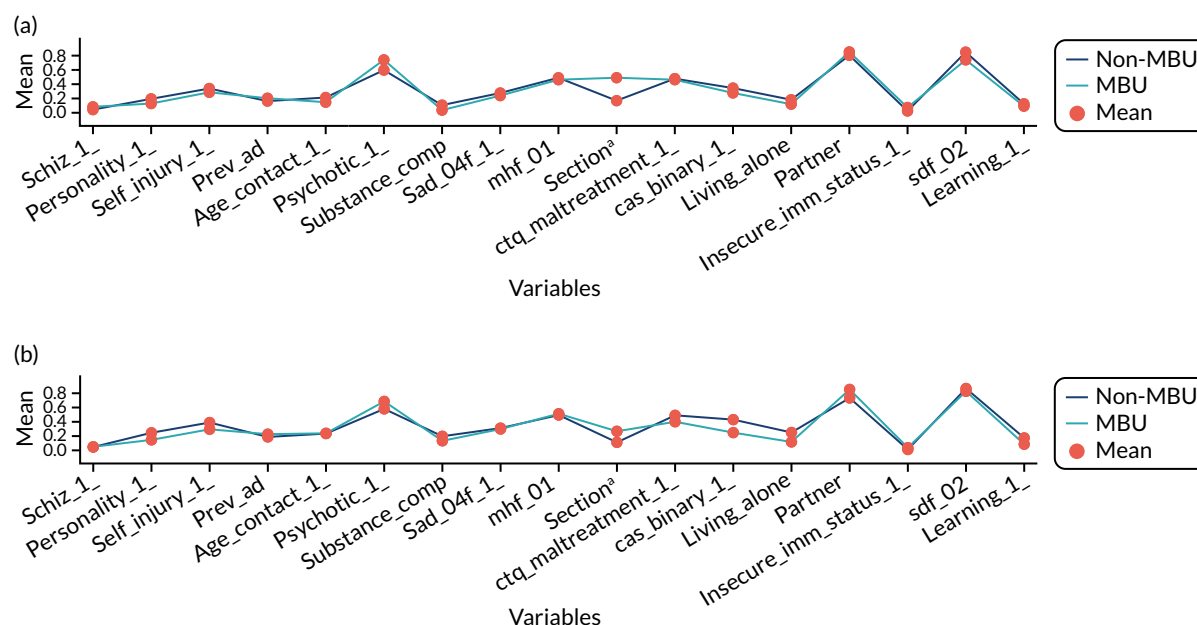 (a)
Mean
0.8
0.6
0.4
0.2
0.0
Schiz_1_
Personality_1_
Self_injury_1_
Prev_ad
Age_contact_1_
Psychotic_1_
Substance_comp
Sad_04f_1_
mhf_01
Sectionᵃ
ctq_maltreatment_1_
cas_binary_1_
Living_alone
Partner
Insecure_imm_status_1_
sdf_02
Learning_1_
Variables
Non-MBU
MBU
Mean
(b)
Mean
0.8
0.6
0.4
0.2
0.0
Schiz_1_
Personality_1_
Self_injury_1_
Prev_ad
Age_contact_1_
Psychotic_1_
Substance_comp
Sad_04f_1_
mhf_01
Sectionᵃ
ctq_maltreatment_1_
cas_binary_1_
Living_alone
Partner
Insecure_imm_status_1_
sdf_02
Learning_1_
Variables
Non-MBU
MBU
Mean